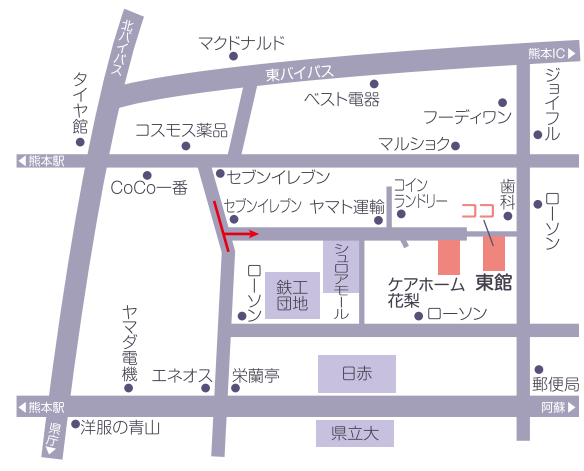 北バイパス
マクドナルド
熊本IC▶
東バイパス
タイヤ館
ベスト電器
ジョイフル
フーディワン
コスモス薬品
マルショク
◀熊本駅
CoCo一番
セブンイレブン
コイン
ランドリー
歯科
セブンイレブン
ヤマト運輸
ココ
ローソン
シュロアモール
ローソン
鉄工
団地
ケアホーム
花梨
東館
ローソン
ヤマダ電機
エネオス
栄蘭亭
日赤
郵便局
◀熊本駅
阿蘇▶
県庁▼
洋服の青山
県立大